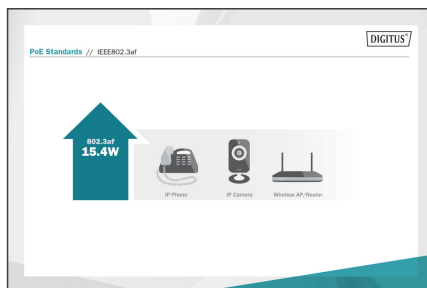 DIGITUS®
PoE Standards // IEEE802.3af
802.3af
15.4W
IP Phone
IP Camera
Wireless AP/Router